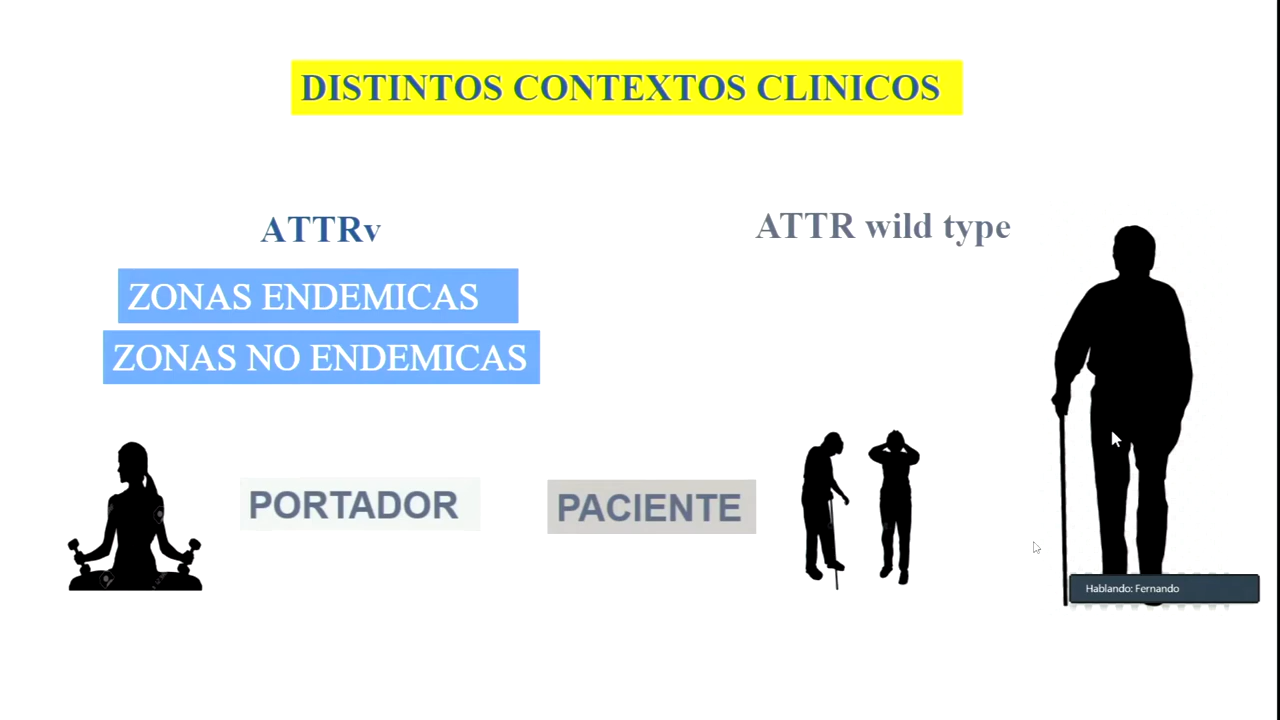 DISTINTOS CONTEXTOS CLINICOS
ATTRv
ATTR wild type
ZONAS ENDEMICAS
ZONAS NO ENDEMICAS
PORTADOR
PACIENTE
Hablando: Fernando